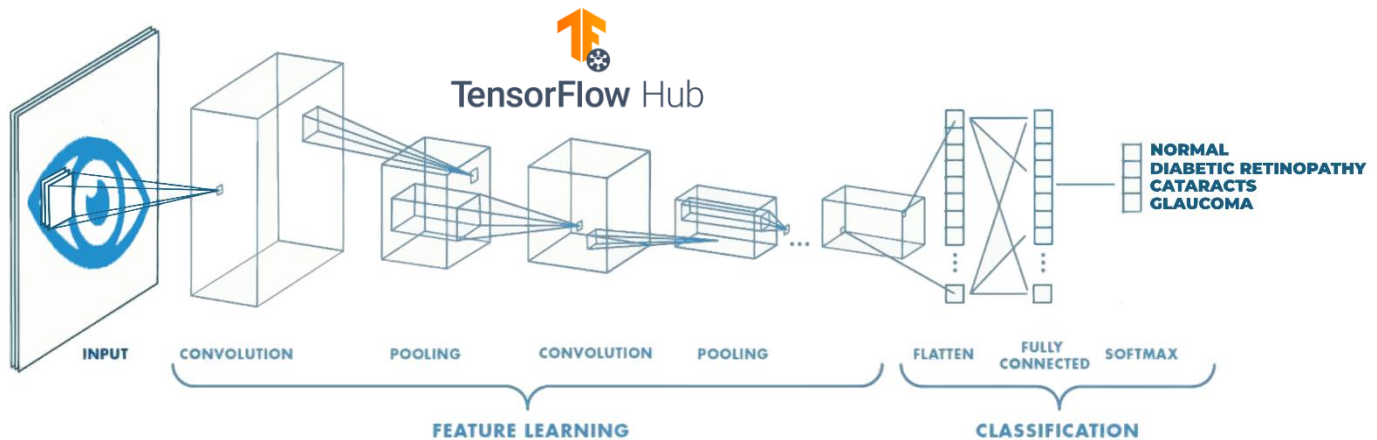 TensorFlow Hub
NORMAL
DIABETIC RETINOPATHY
CATARACTS
GLAUCOMA
INPUT
CONVOLUTION
POOLING
CONVOLUTION
POOLING
FLATTEN
FULLY
CONNECTED
SOFTMAX
FEATURE LEARNING
CLASSIFICATION